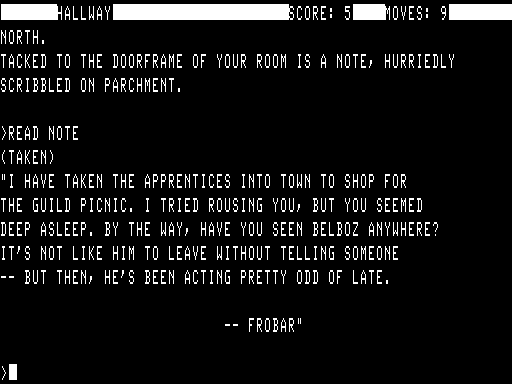 HALLWAY SCORE: 5 MOVES: 9
NORTH.
TACKED TO THE DOORFRAME OF YOUR ROOM IS A NOTE, HURRIEDLY
SCRIBBLED ON PARCHMENT.
>READ NOTE
(TAKEN)
"I HAVE TAKEN THE APPRENTICES INTO TOWN TO SHOP FOR
THE GUILD PICNIC. I TRIED ROUSING YOU, BUT YOU SEEMED
DEEP ASLEEP. BY THE WAY, HAVE YOU SEEN BELBOZ ANYWHERE?
IT'S NOT LIKE HIM TO LEAVE WITHOUT TELLING SOMEONE
-- BUT THEN, HE'S BEEN ACTING PRETTY ODD OF LATE.
-- FROBAR"
>